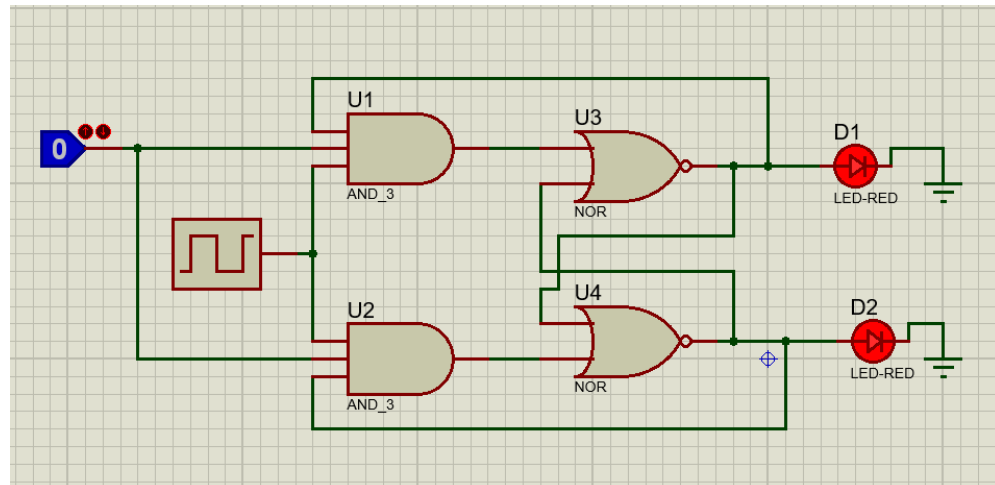 U1
U3
D1
0
AND_3
NOR
LED-RED
U2
U4
D2
AND_3
NOR
LED-RED